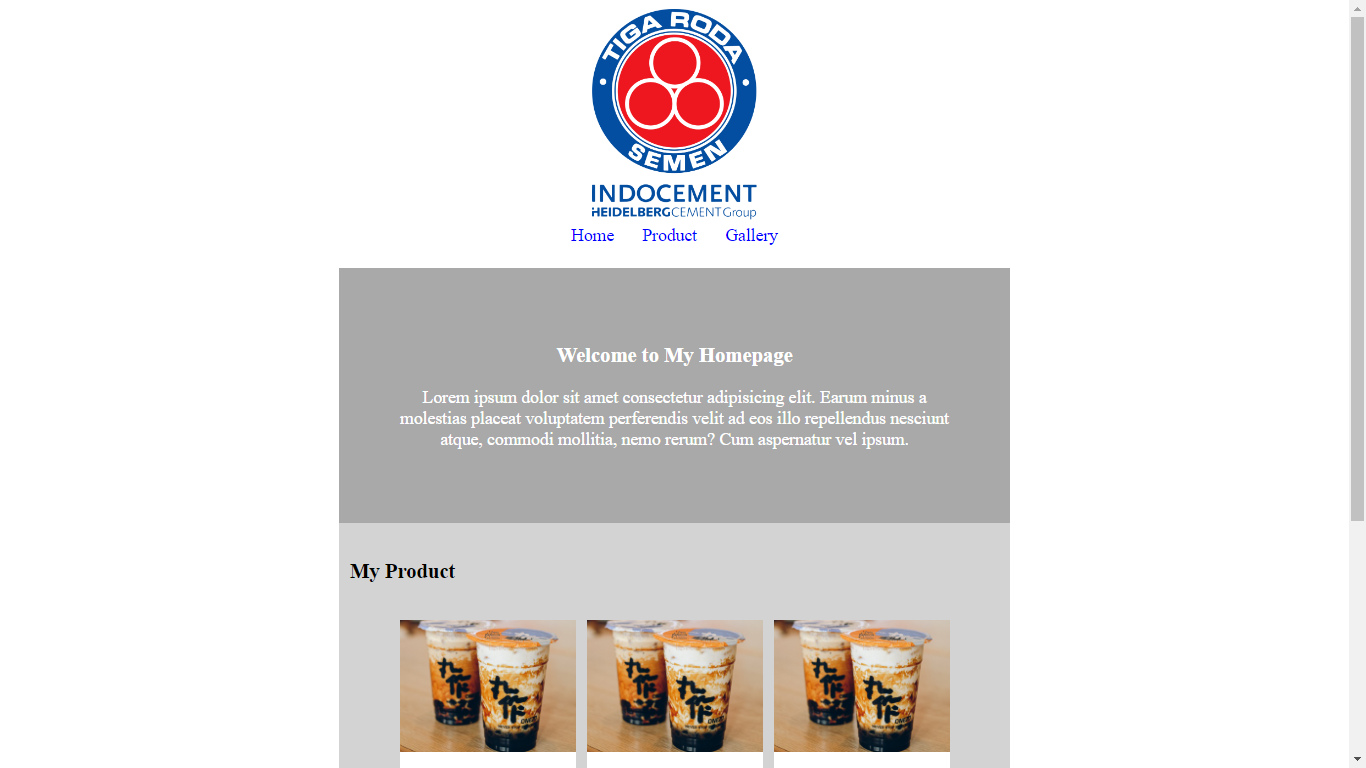 TIGA RODA
SEMEN
INDOCEMENT
HEIDELBERGCEMENT Group
Home Product Gallery
Welcome to My Homepage
Lorem ipsum dolor sit amet consectetur adipisicing elit. Earum minus a
molestias placeat voluptatem perferendis velit ad eos illo repellendus nesciunt
atque, commodi mollitia, nemo rerum? Cum aspernatur vel ipsum.
My Product